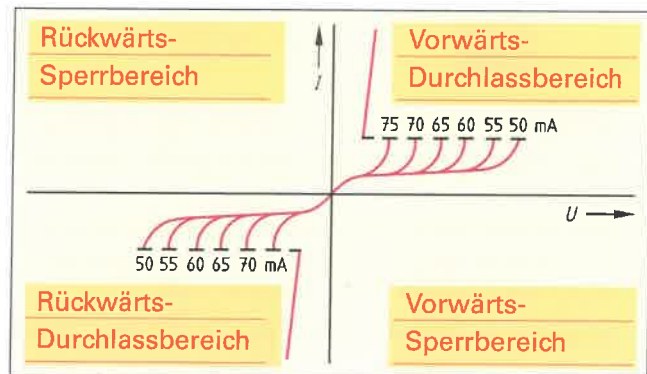 Rückwärts-
Sperrbereich
Vorwärts-
Durchlassbereich
I
75 70 65 60 55 50 mA
U
50 55 60 65 70 mA
Rückwärts-
Durchlassbereich
Vorwärts-
Sperrbereich